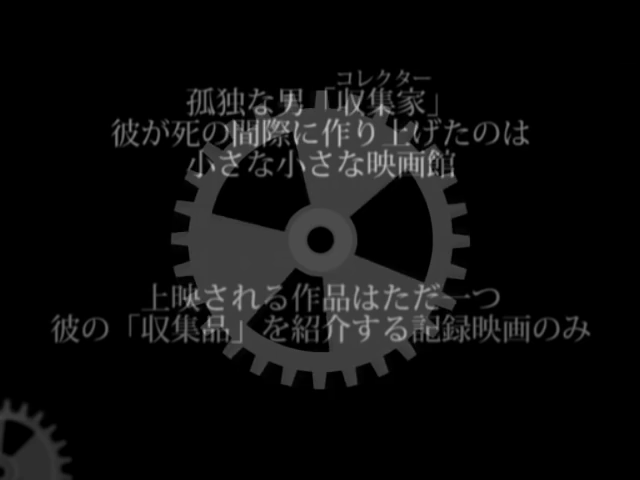 コレクター
孤独な男「収集家」
彼が死の間際に作り上げたのは
小さな小さな映画館
上映される作品はただ一つ
彼の「収集品」を紹介する記録映画のみ